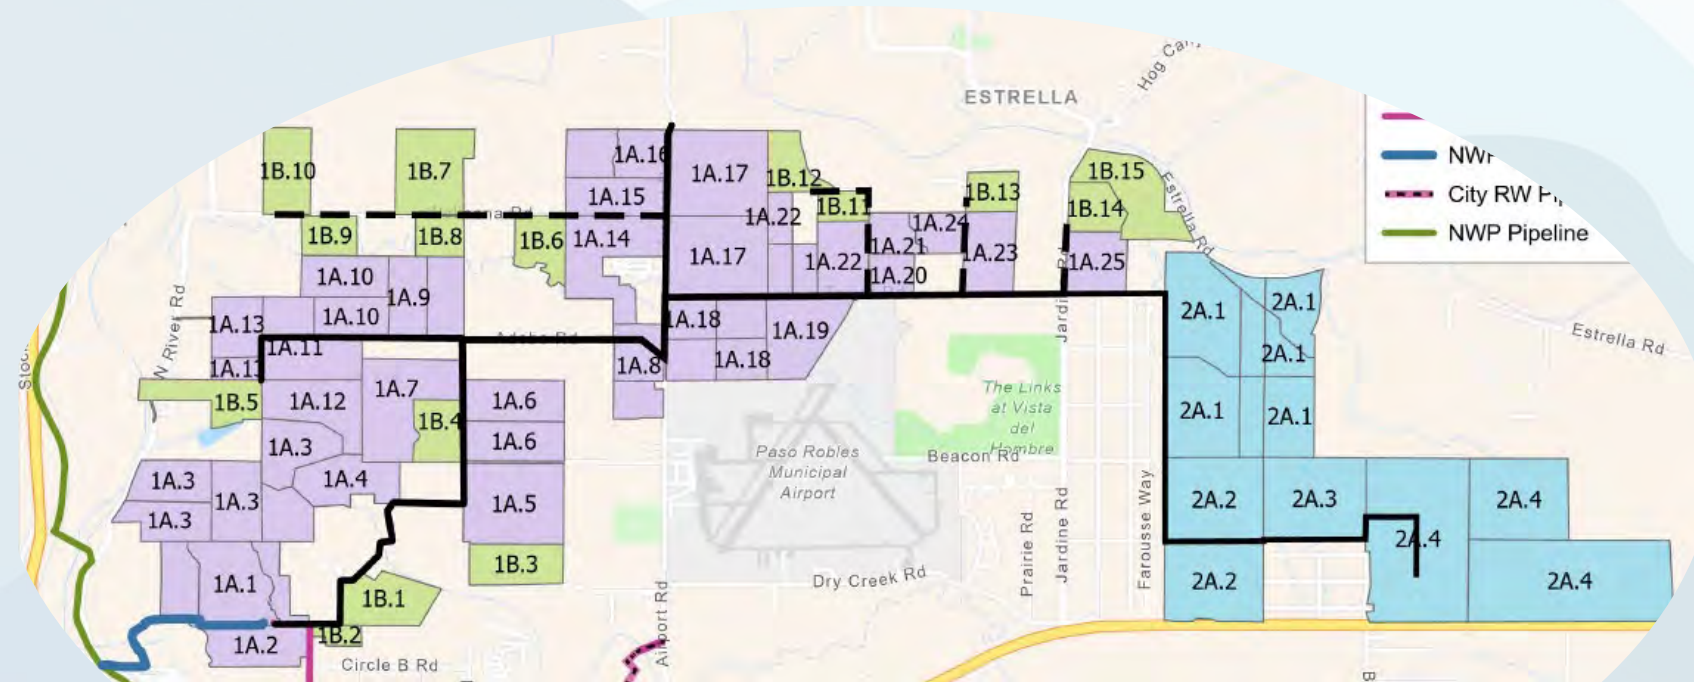 Hog
ESTRELLA
1B.10
1B.7
1A.16
1A.17
1B.12
1B.15
1A.15
1B.13
1B.11
1B.14
1A.22
1A.24
1B.9
1B.8
1B.6
1A.14
1A.21
1A.17
1A.22
1A.20
1A.23
1A.25
Estrella Rd
1A.10
1A.9
1A.10
1A.13
1A.11
1A.13
N River Rd
Adobe Rd
1A.18
1A.19
1A.18
1A.8
2A.1
2A.1
2A.1
2A.1
2A.1
Estrella Rd
1B.5
1A.12
1A.7
1B.4
1A.6
1A.6
The Links
at Vista
del
Hombre
1A.3
1A.4
1A.3
1A.3
1A.3
1A.5
Paso Robles
Municipal
Airport
Beacon Rd
2A.2
2A.3
2A.4
2A.4
2A.2
2A.4
Prairie Rd
Jardine Rd
Farousse Way
1B.3
Dry Creek Rd
1A.1
1B.1
1B.2
1A.2
Circle B Rd
Airport Rd
City RW
NWP Pipeline